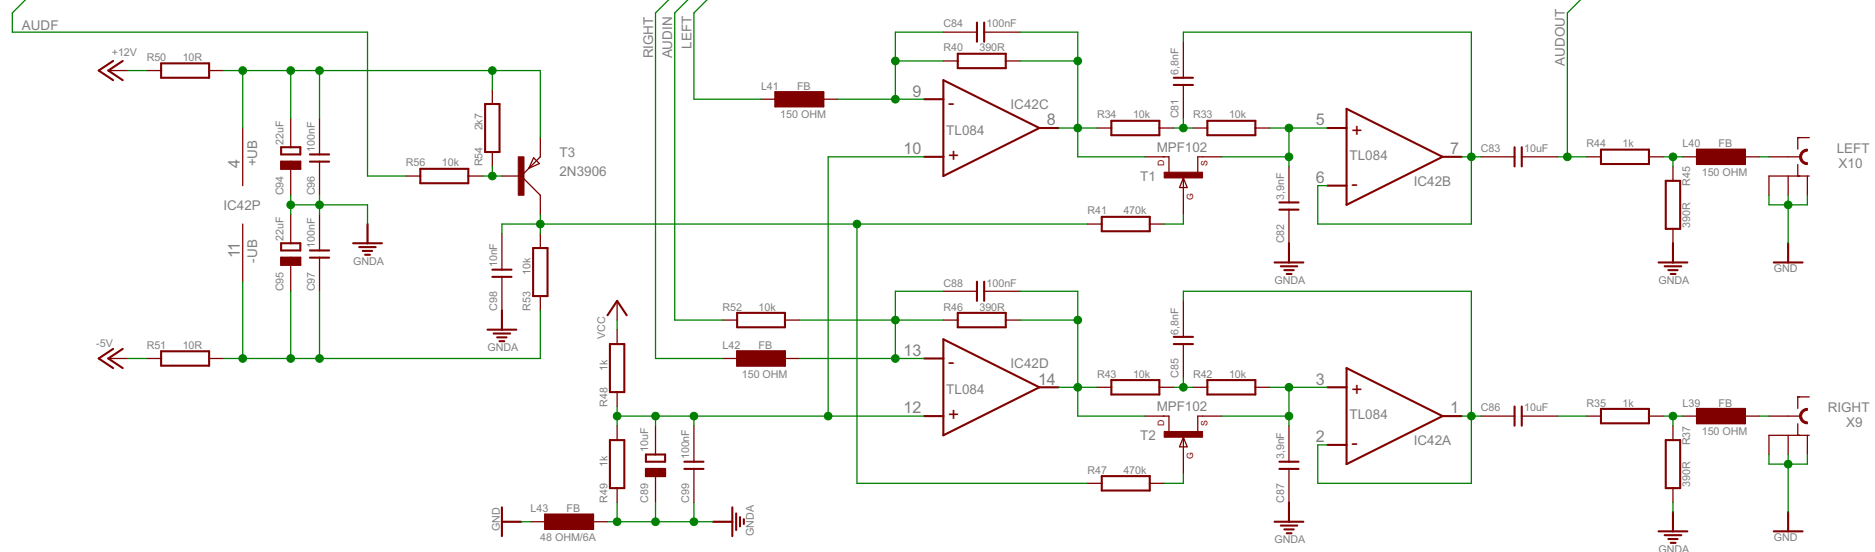 AUDF
RIGHT
AUDIN
LEFT
AUDOUT
+12V
R50 10R
22uF
C94
100nF
C96
4
+UB
IC42P
11
-UB
22uF
C95
100nF
C97
GNDA
-5V
R51 10R
R56 10k
2k7
R54
T3
2N3906
10nF
C98
GNDA
10k
R53
L41 FB
150 OHM
C84 100nF
R40 390R
9
-
10
+
IC42C
TL084
8
R34 10k
6,8nF
C81
R33 10k
MPF102
T1
D
S
G
R41 470k
3,9nF
C82
GNDA
5
+
6
-
TL084
IC42B
7
C83 10uF
R44 1k
R45
390R
GNDA
L40 FB
150 OHM
LEFT
X10
GND
VCC
1k
R48
1k
R49
10uF
C89
100nF
C99
GND
L43 FB
48 OHM/6A
GNDA
R52 10k
L42 FB
150 OHM
C88 100nF
R46 390R
13
-
12
+
IC42D
TL084
14
R43 10k
6,8nF
C85
R42 10k
MPF102
T2
D
S
G
R47 470k
3,9nF
C87
GNDA
3
+
2
-
TL084
IC42A
1
C86 10uF
R35 1k
R37
390R
GNDA
L39 FB
150 OHM
RIGHT
X9
GND